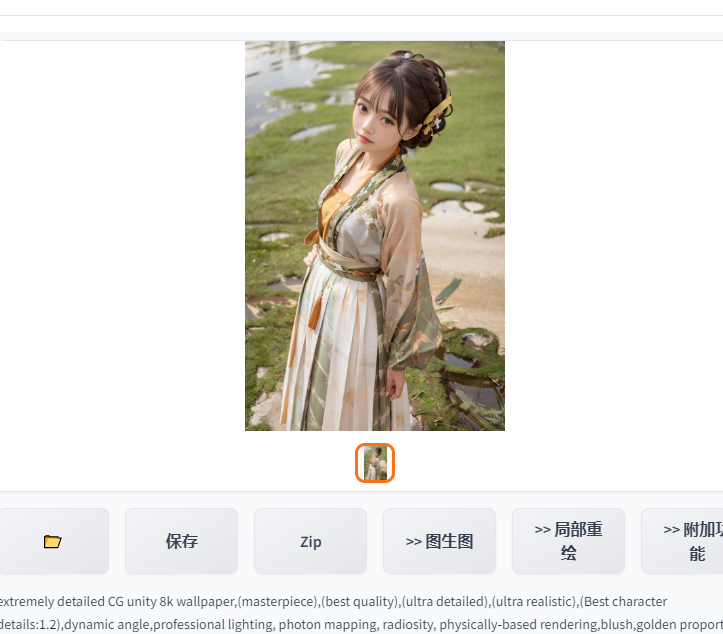 保存
Zip
>> 图生图
>> 局部重
绘
>> 附加
能
extremely detailed CG unity 8k wallpaper,(masterpiece),(best quality),(ultra detailed),(ultra realistic),(Best character
details:1.2),dynamic angle,professional lighting, photon mapping, radiosity, physically-based rendering,blush,golden propor